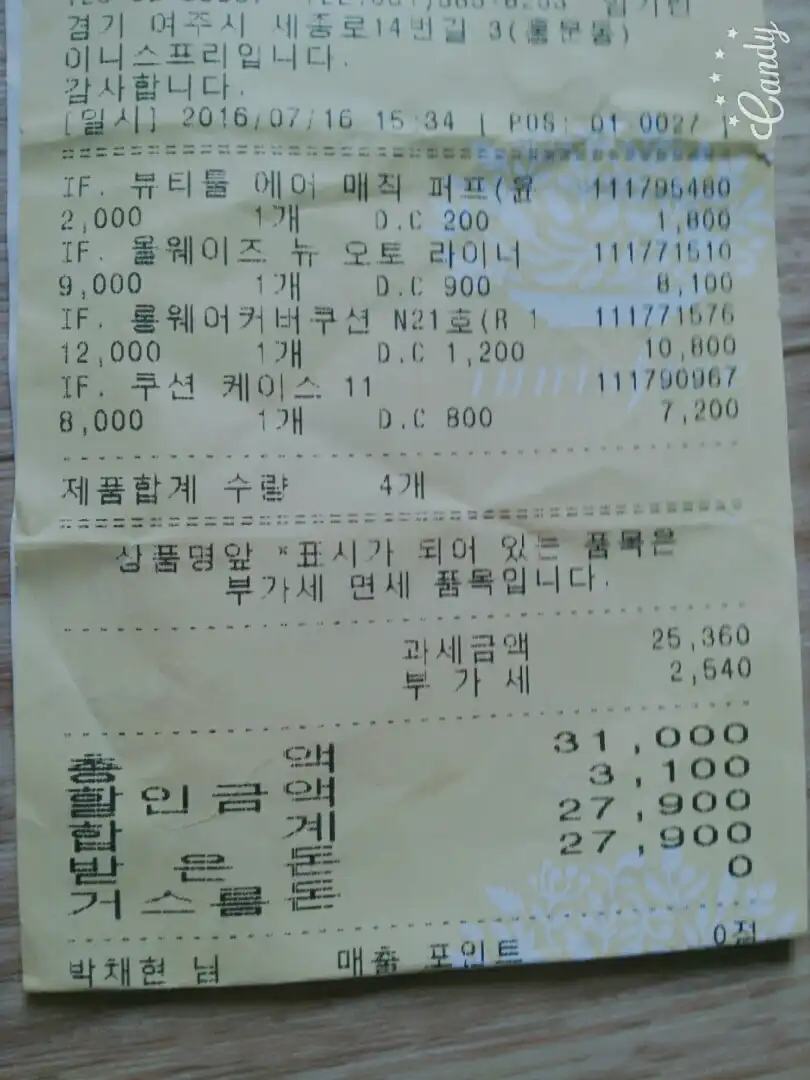 경기 여주시 세종로14번길 3(홍문동)
이니스프리입니다.
감사합니다.
[일시] 2016/07/16 15:34 | POS: 01 0027 |
IF. 뷰티툴 에어 매직 퍼프(윤 111795480
2,000 1개 D.C 200 1,800
IF. 올웨이즈 뉴 오토 라이너 111771510
9,000 1개 D.C 900 8,100
IF. 롱웨어커버쿠션 N21호(R 1 111771576
12,000 1개 D.C 1,200 10,800
IF. 쿠션 케이스 11 111790967
8,000 1개 D.C 800 7,200
제품합계 수량 4개
상품명앞 *표시가 되어 있는 품목은
부가세 면세 품목입니다.
과세금액 25,360
부 가 세 2,540
총 액 31,000
할 인 금 액 3,100
합 계 27,900
받 은 돈 27,900
거 스 름 돈 0
박채현 님 매출 포인트 0점
Candy